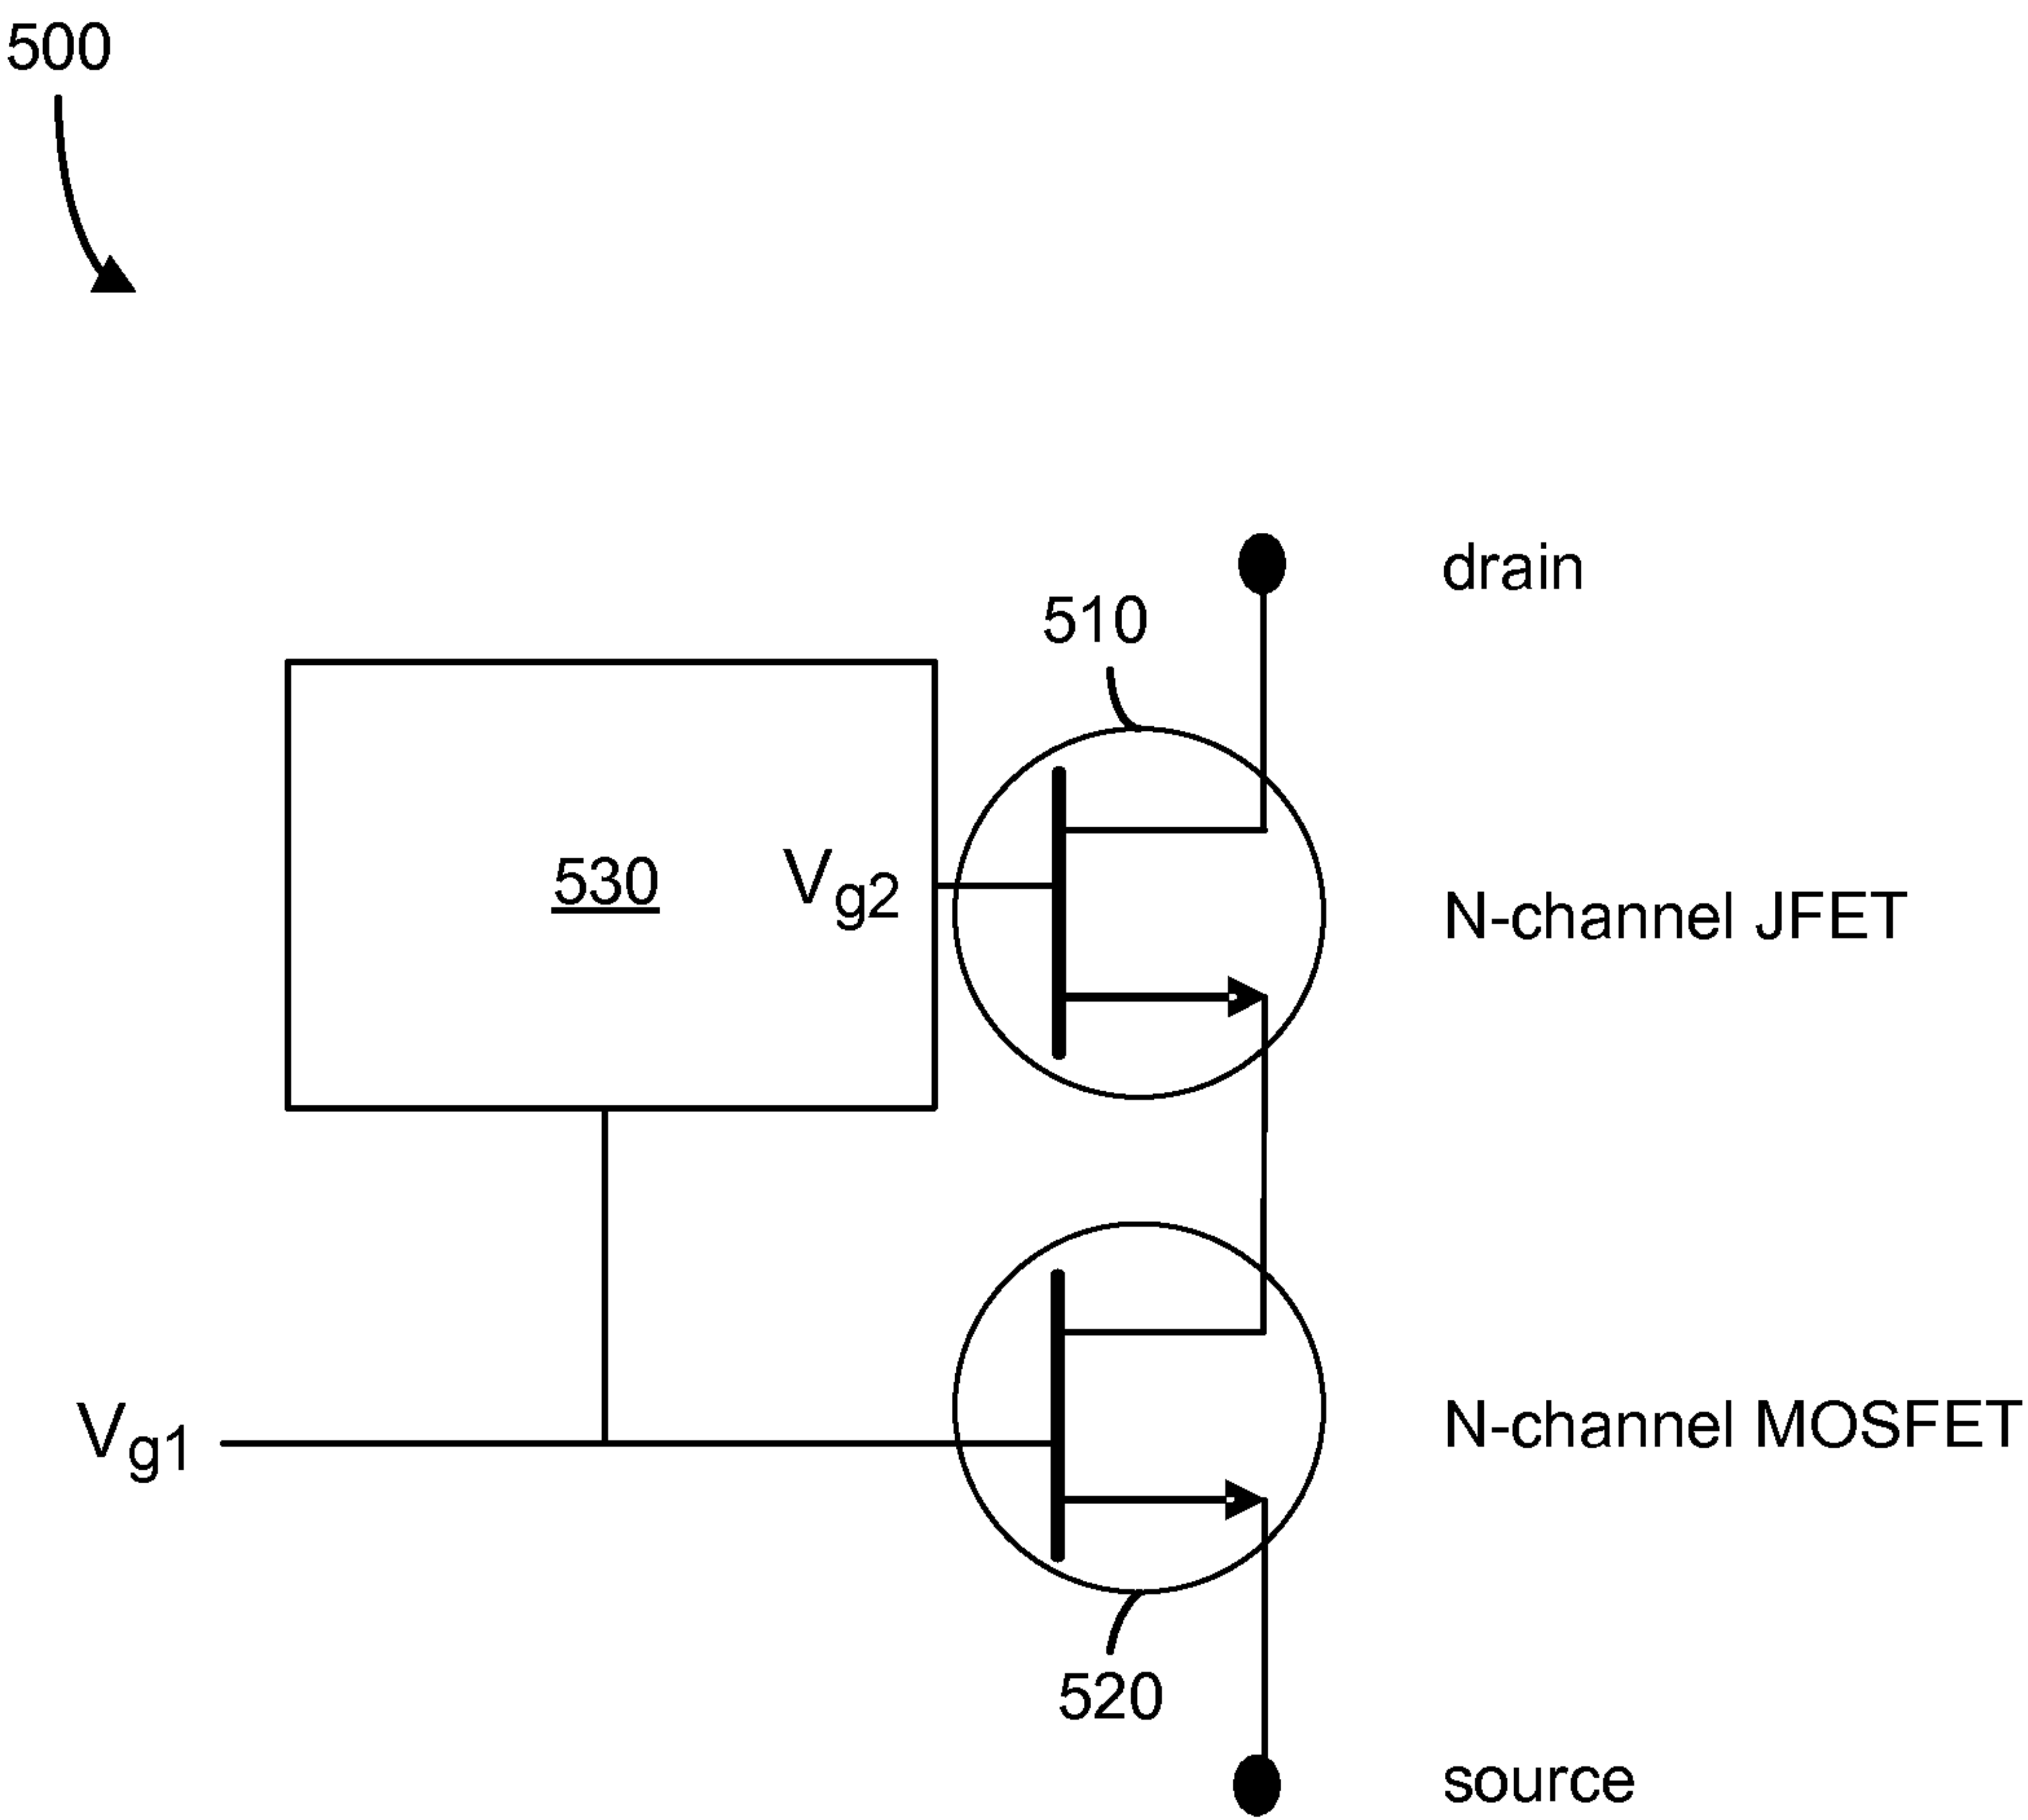 500
drain
510
530
Vg2
N-channel JFET
Vg1
N-channel MOSFET
520
source